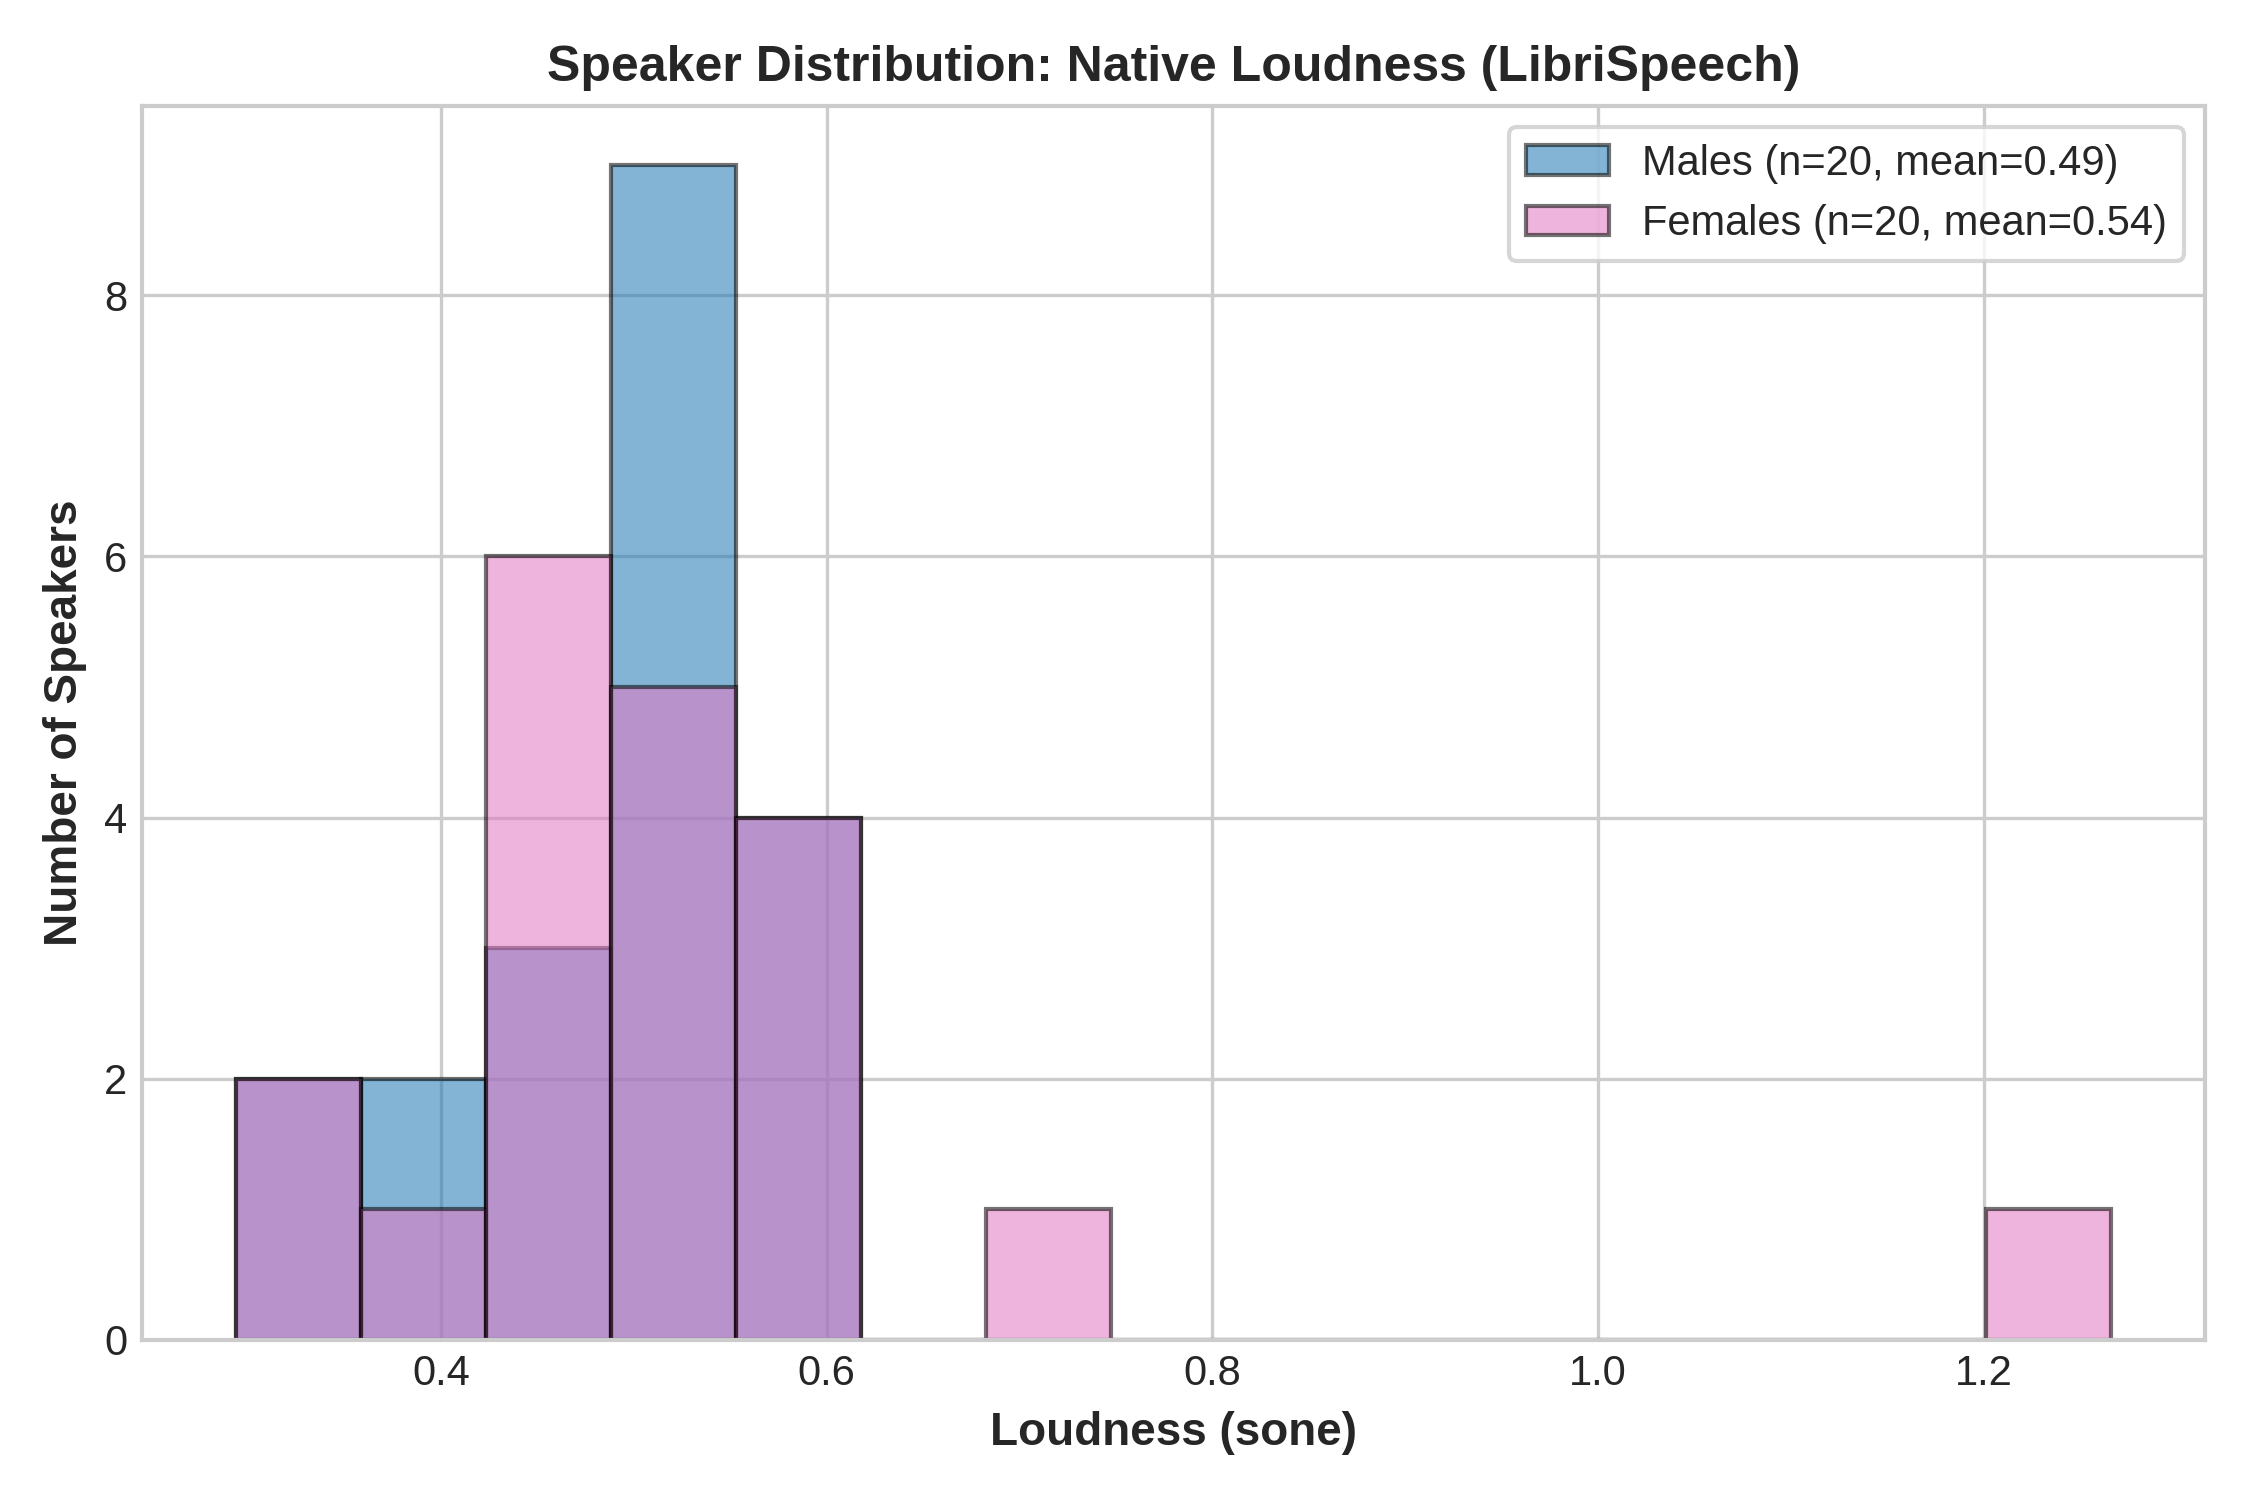 Speaker Distribution: Native Loudness (LibriSpeech)
Males (n=20, mean=0.49)
Females (n=20, mean=0.54)
Number of Speakers
8
6
4
2
0
0.4
0.6
0.8
1.0
1.2
Loudness (sone)